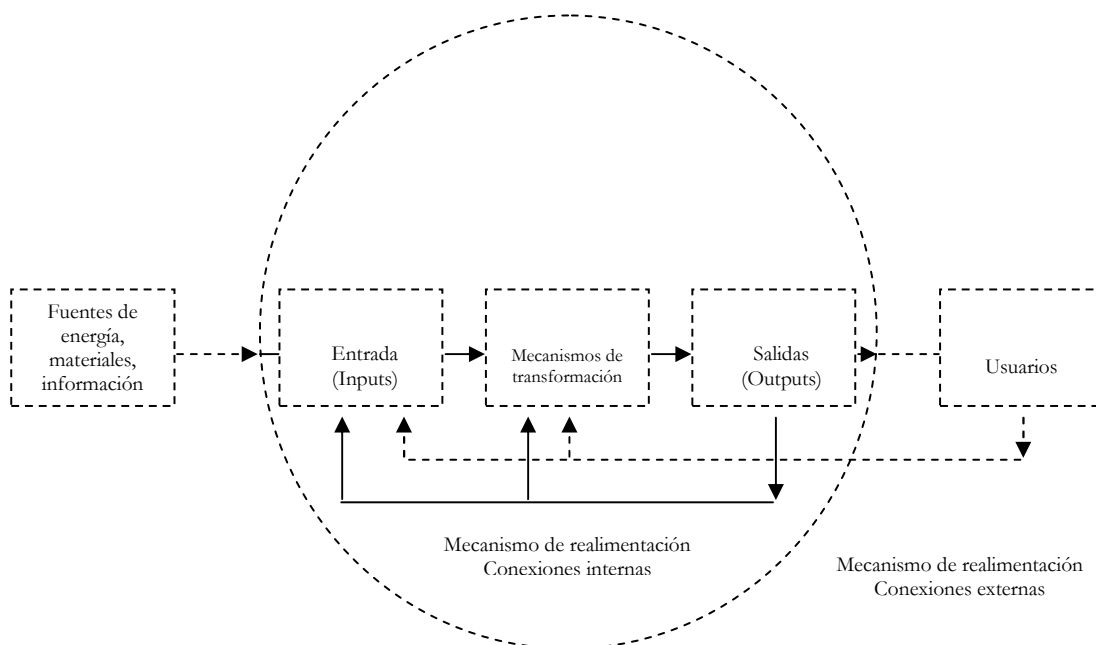 Fuentes de
energía,
materiales,
información
Entrada
(Inputs)
Mecanismos de
transformación
Salidas
(Outputs)
Usuarios
Mecanismo de realimentación
Conexiones internas
Mecanismo de realimentación
Conexiones externas